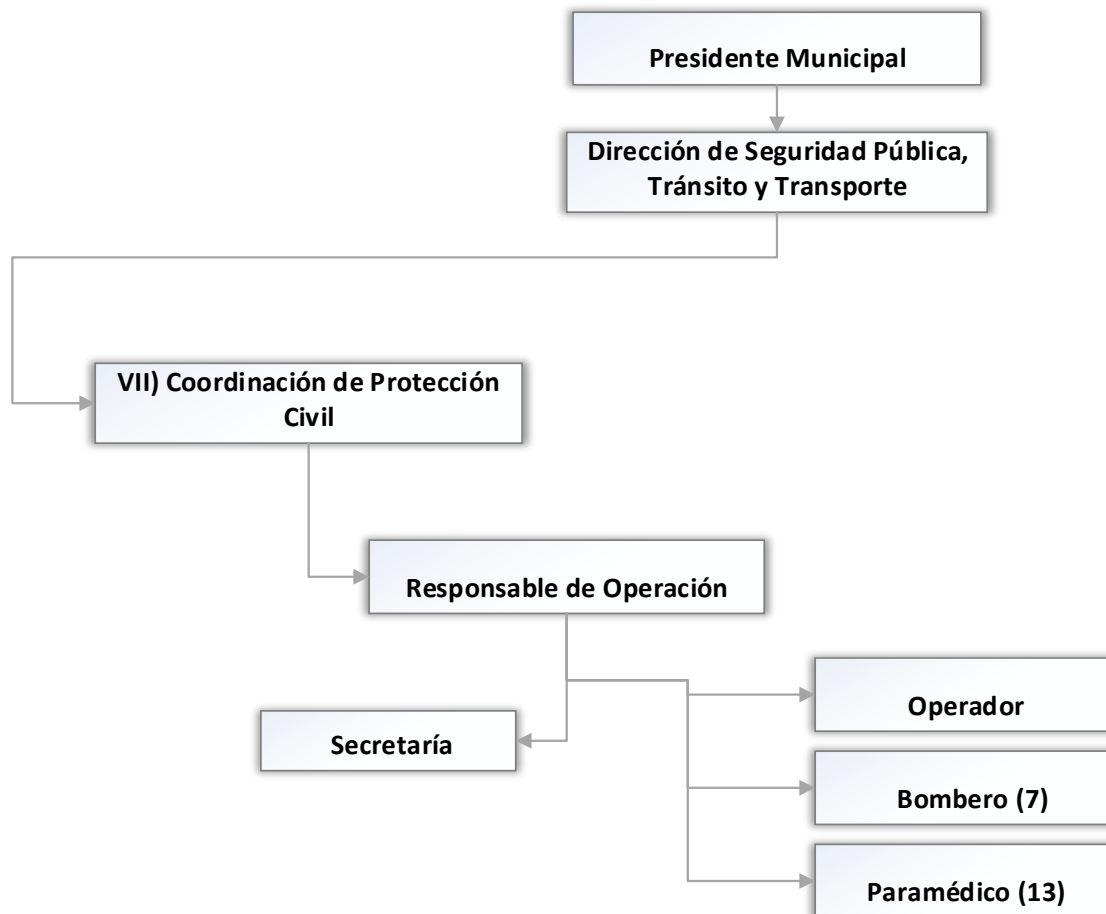 Presidente Municipal
Dirección de Seguridad Pública,
Tránsito y Transporte
VII) Coordinación de Protección
Civil
Responsable de Operación
Secretaría
Operador
Bombero (7)
Paramédico (13)